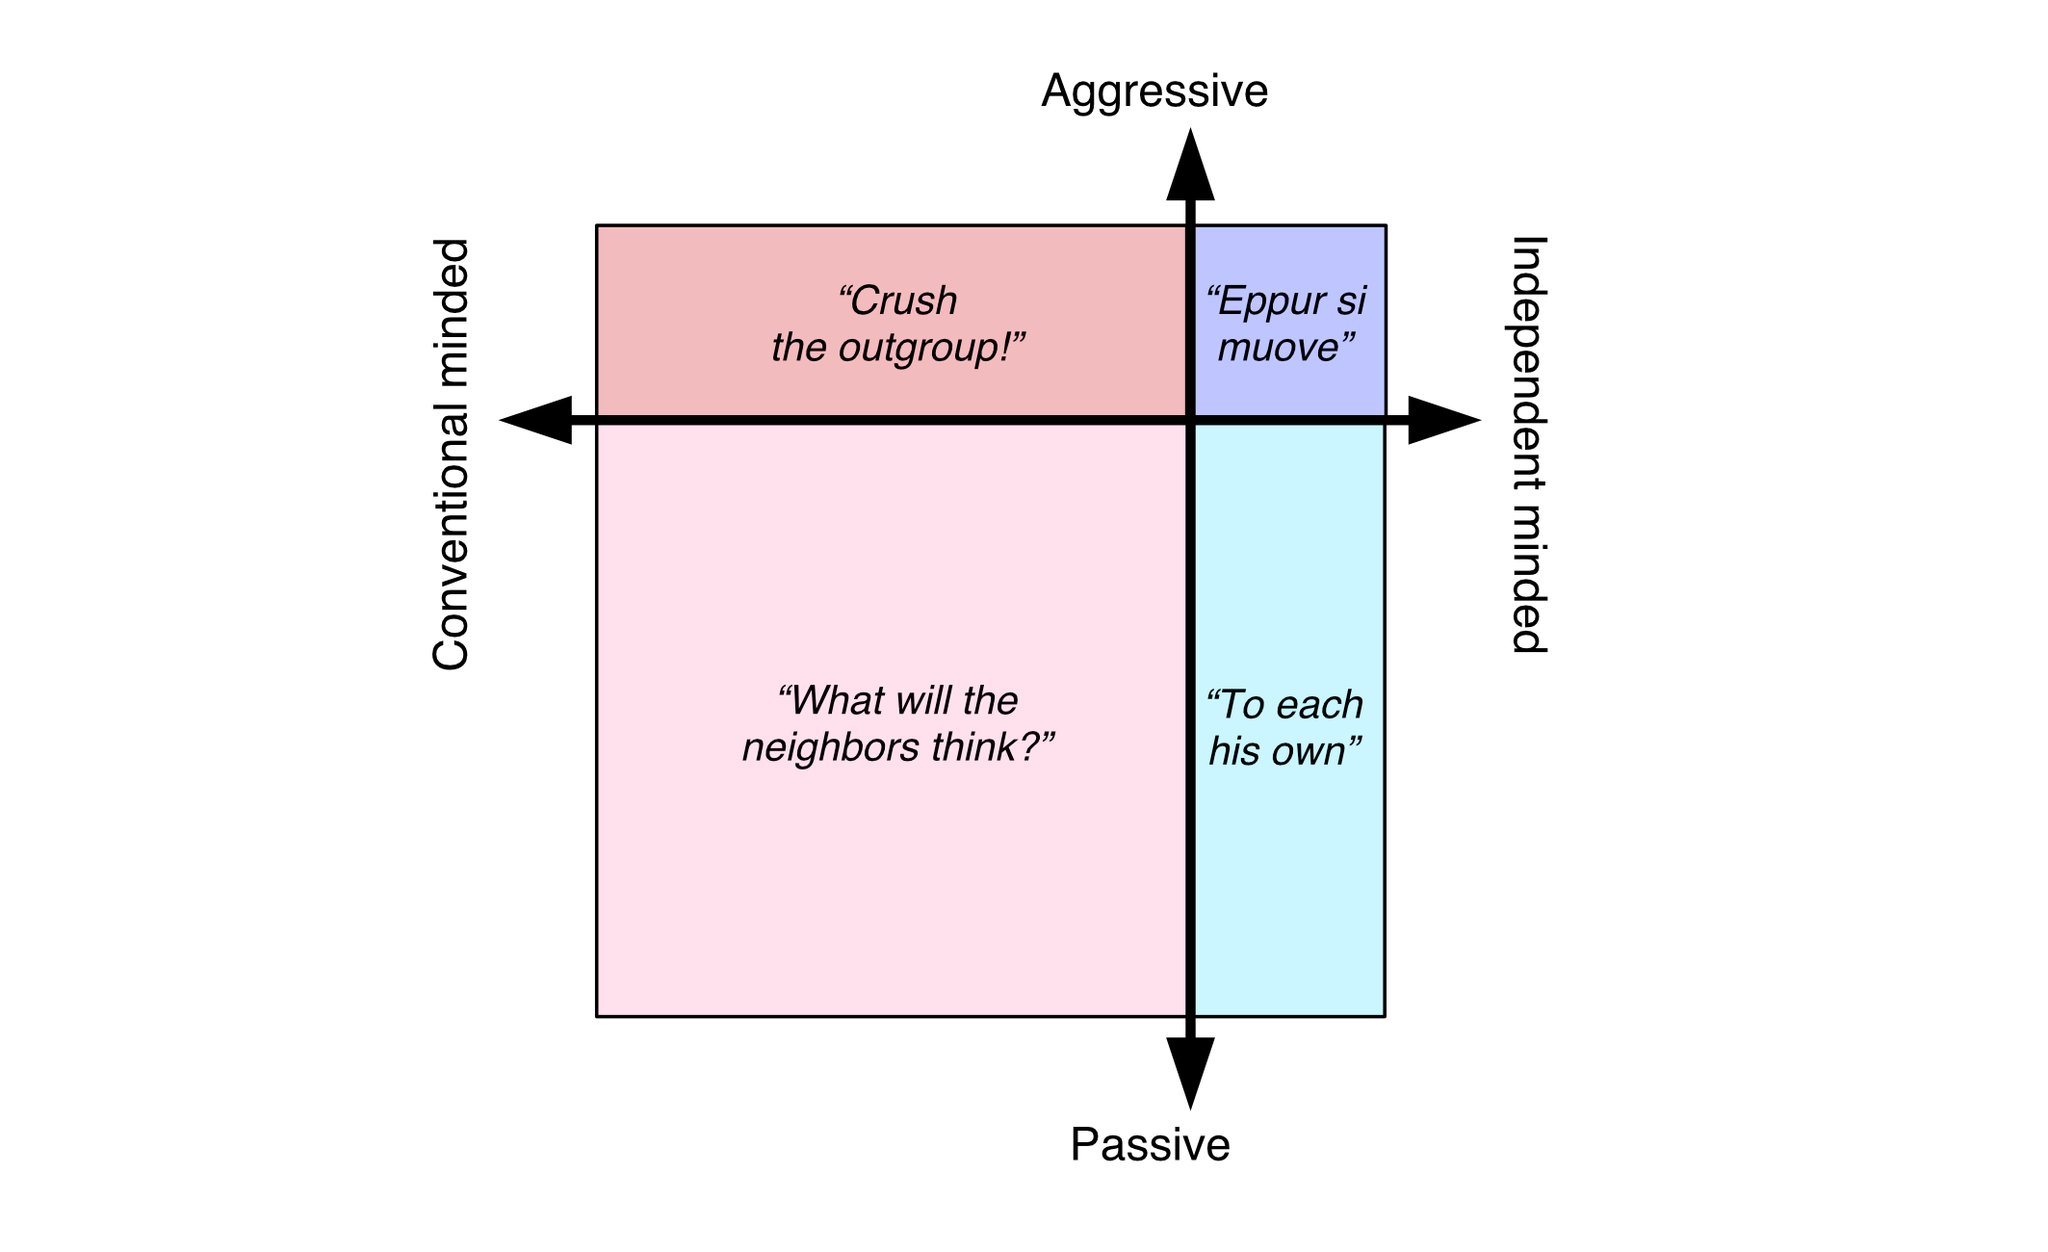 Aggressive
Conventional minded
“Crush
the outgroup!”
“Eppur si
muove”
Independent minded
“What will the
neighbors think?”
“To each
his own”
Passive